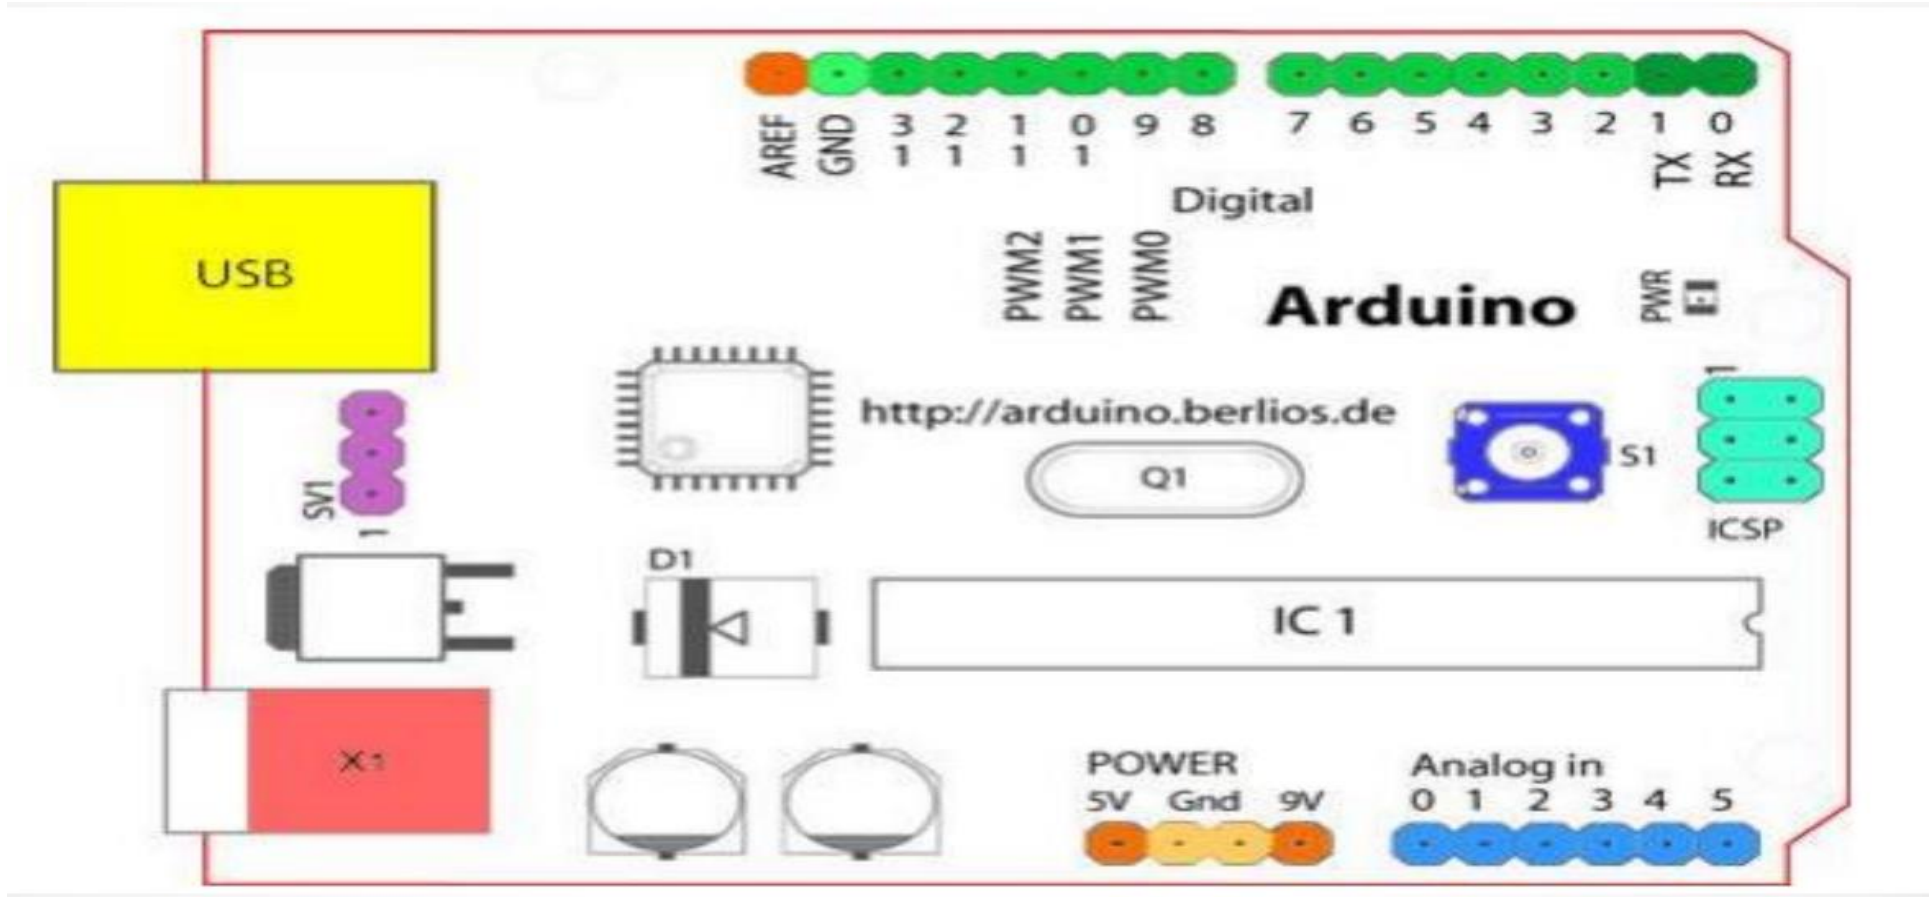 AREF GND 3 2 1 0 9 8 7 6 5 4 3 2 1 0
1 1 1 1 TX RX
Digital
USB
PWM2 PWM1 PWM0
Arduino
PWR
1
http://arduino.berlios.de
Q1
S1
SV1
1
ICSP
D1
IC 1
X1
POWER
5V Gnd 9V
Analog in
0 1 2 3 4 5